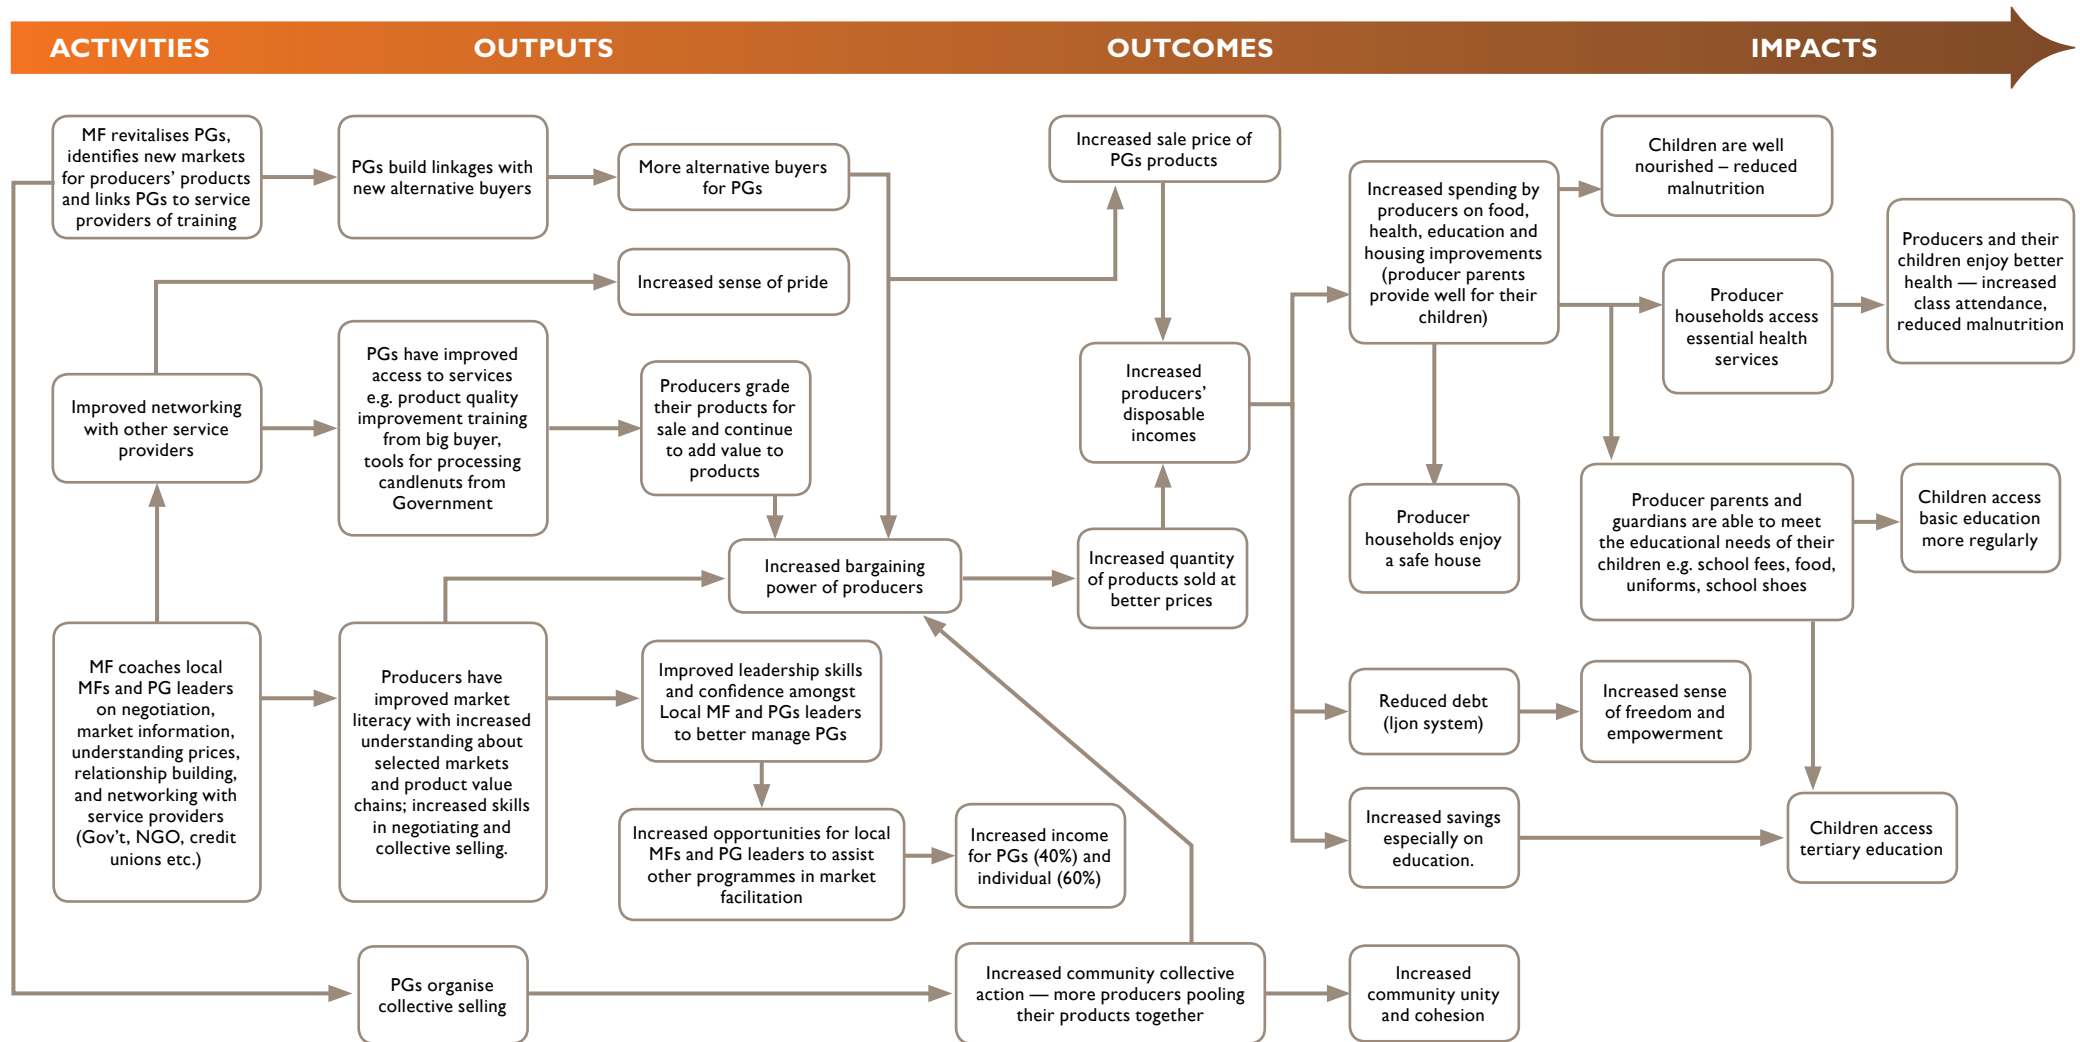 ACTIVITIES
OUTPUTS
OUTCOMES
IMPACTS
MF revitalises PGs,
identifies new markets
for producers’ products
and links PGs to service
providers of training
PGs build linkages with
new alternative buyers
More alternative buyers
for PGs
Increased sale price of
PGs products
Increased spending by
producers on food,
health, education and
housing improvements
(producer parents
provide well for their
children)
Children are well
nourished – reduced
malnutrition
Producers and their
children enjoy better
health — increased
class attendance,
reduced malnutrition
Increased sense of pride
Producer
households access
essential health
services
Improved networking
with other service
providers
PGs have improved
access to services
e.g. product quality
improvement training
from big buyer,
tools for processing
candlenuts from
Government
Producers grade
their products for
sale and continue
to add value to
products
Increased
producers’
disposable
incomes
Producer
households enjoy
a safe house
Producer parents and
guardians are able to meet
the educational needs of their
children e.g. school fees, food,
uniforms, school shoes
Children access
basic education
more regularly
Increased bargaining
power of producers
Increased quantity
of products sold at
better prices
MF coaches local
MFs and PG leaders
on negotiation,
market information,
understanding prices,
relationship building,
and networking with
service providers
(Gov’t, NGO, credit
unions etc.)
Producers have
improved market
literacy with increased
understanding about
selected markets
and product value
chains; increased skills
in negotiating and
collective selling.
Improved leadership skills
and confidence amongst
Local MF and PGs leaders
to better manage PGs
Reduced debt
(Ijon system)
Increased sense
of freedom and
empowerment
Increased opportunities for local
MFs and PG leaders to assist
other programmes in market
facilitation
Increased income
for PGs (40%) and
individual (60%)
Increased savings
especially on
education.
Children access
tertiary education
PGs organise
collective selling
Increased community collective
action — more producers pooling
their products together
Increased
community unity
and cohesion